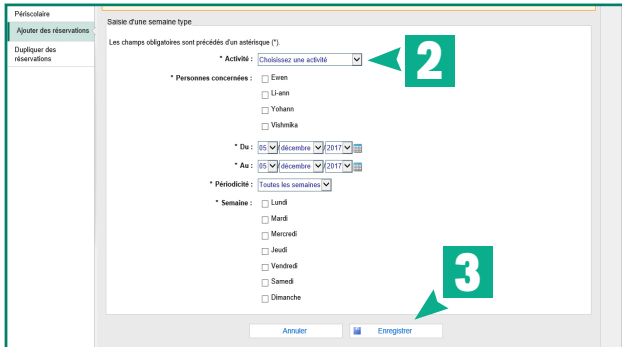 Périscolaire
Ajouter des réservations
Dupliquer des
réservations
Saisie d'une semaine type
Les champs obligatoires sont précédés d'un astérisque (*).
* Activité : Choisissez une activité
2
* Personnes concernées : Ewen
Li-ann
Yohann
Vishmika
* Du : 05 / décembre / 2017
* Au : 05 / décembre / 2017
* Périodicité : Toutes les semaines
* Semaine : Lundi
Mardi
Mercredi
Jeudi
Vendredi
Samedi
Dimanche
3
Annuler Enregistrer